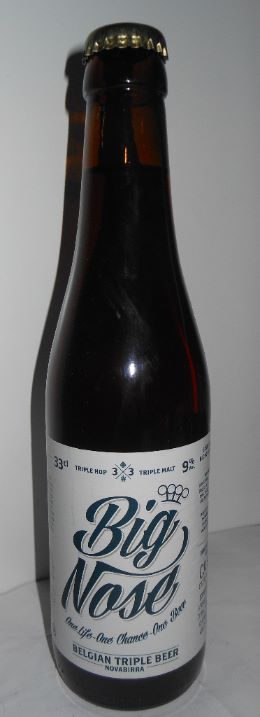 33cl TRIPLE HOP 3 3 TRIPLE MALT 9%
Big
Nose
One Life-One Chance-One Beer
BELGIAN TRIPLE BEER
NOVABIRRA